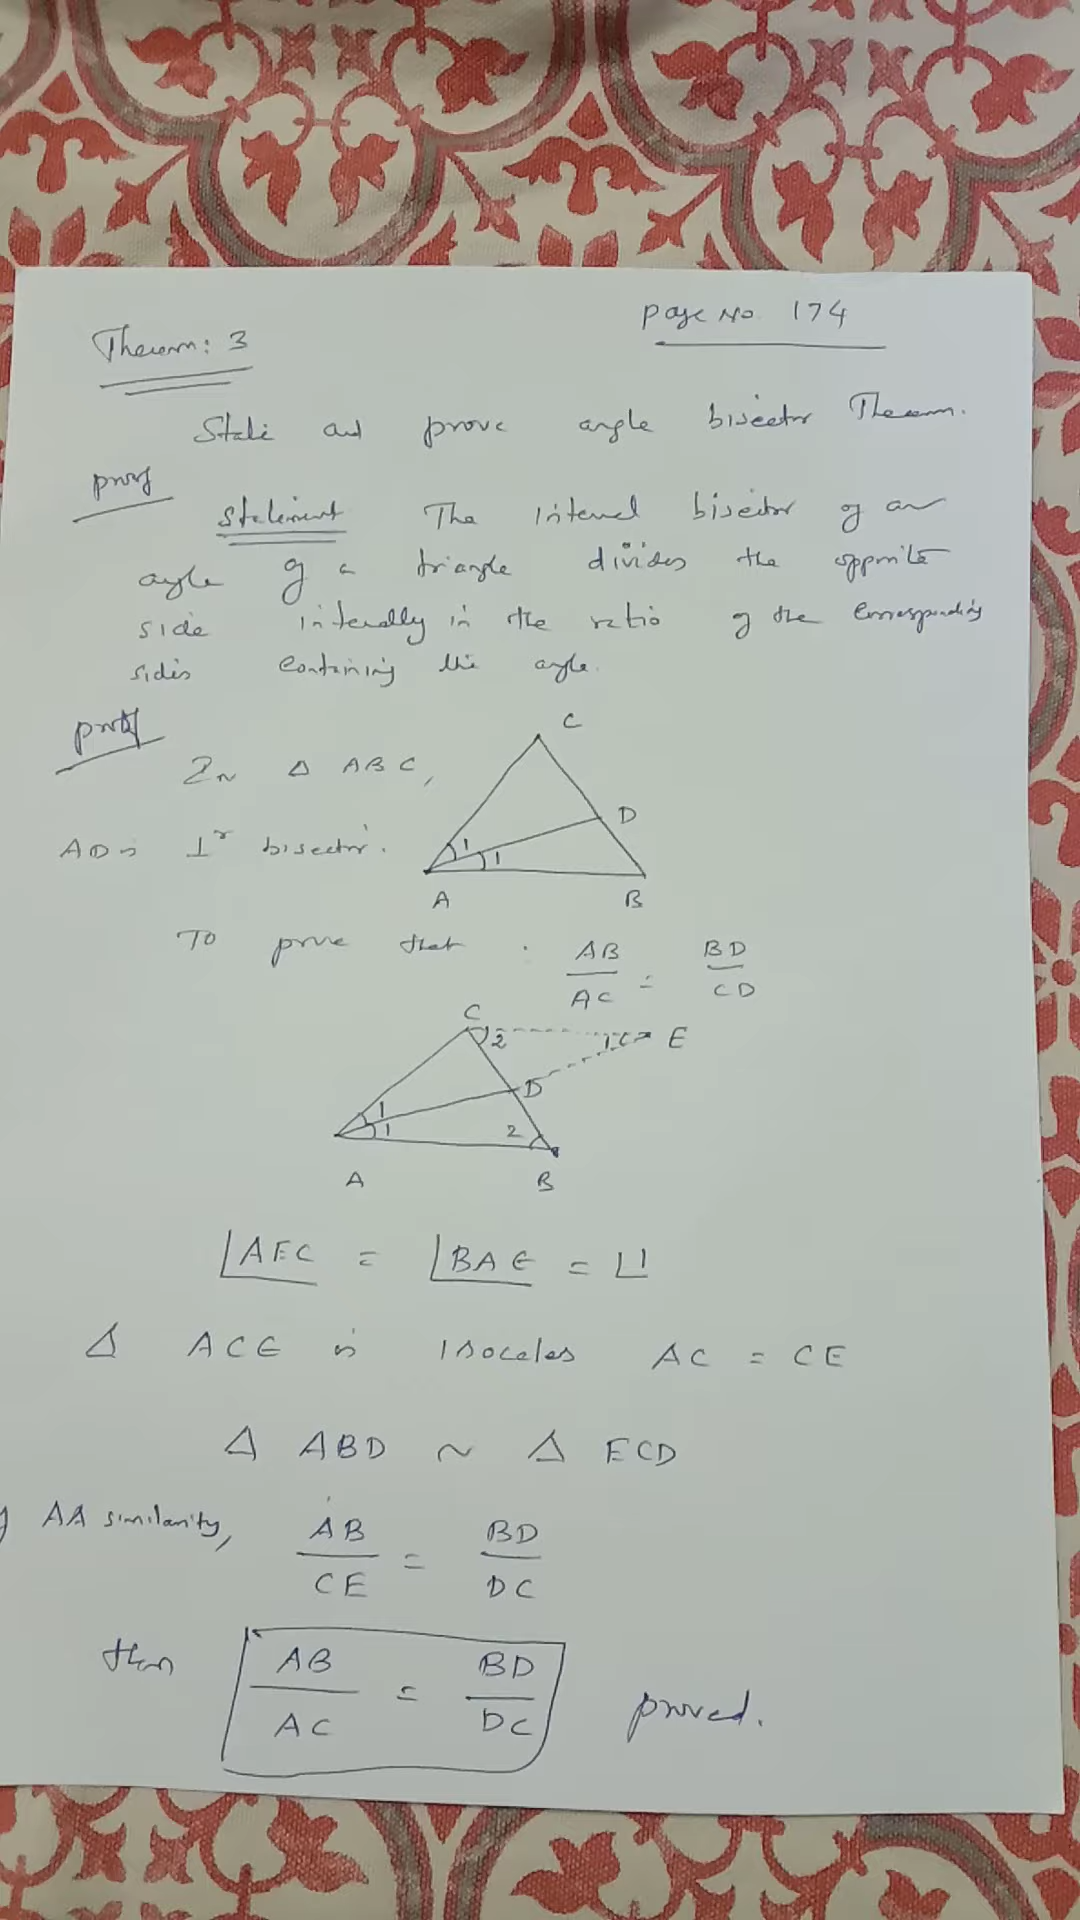 Page No. 174
Theorem: 3
State and prove angle bisector Theorem.
proof
Statement The internal bisector of an
angle of a triangle divides the opposite
side internally in the ratio of the corresponding
sides containing the angle.
proof
In Δ ABC,
AD is ⊥r bisector.
C
D
1
1
A B
To prove that : AB/AC = BD/CD
C
2 1 E
D
1
1 2
A B
∠AEC = ∠BAE = ∠1
Δ ACE is isoceles AC = CE
Δ ABD ~ Δ ECD
AA similarity, AB/CE = BD/DC
then AB/AC = BD/DC proved.